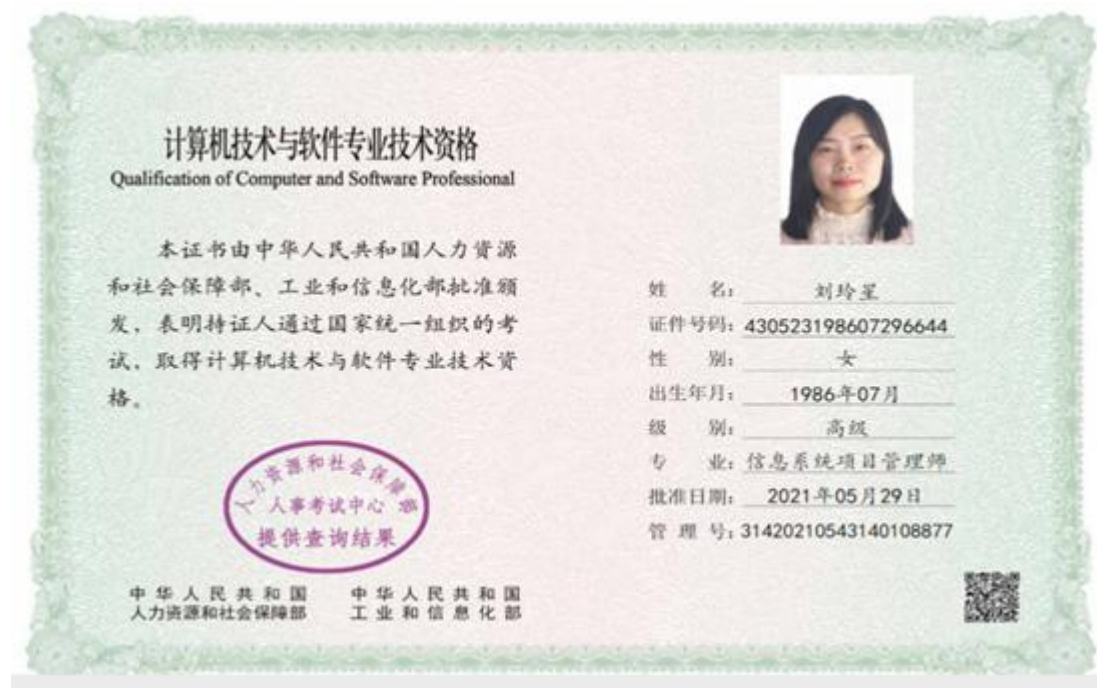 计算机技术与软件专业技术资格
Qualification of Computer and Software Professional
本证书由中华人民共和国人力资源
和社会保障部、工业和信息化部批准颁
发，表明持证人通过国家统一组织的考
试，取得计算机技术与软件专业技术资
格。
人力资源和社会保障部
人事考试中心
提供查询结果
中华人民共和国
人力资源和社会保障部
中华人民共和国
工业和信息化部
姓 名：刘玲星
证件号码：430523198607296644
性 别：女
出生年月：1986年07月
级 别：高级
专 业：信息系统项目管理师
批准日期：2021年05月29日
管 理 号：31420210543140108877